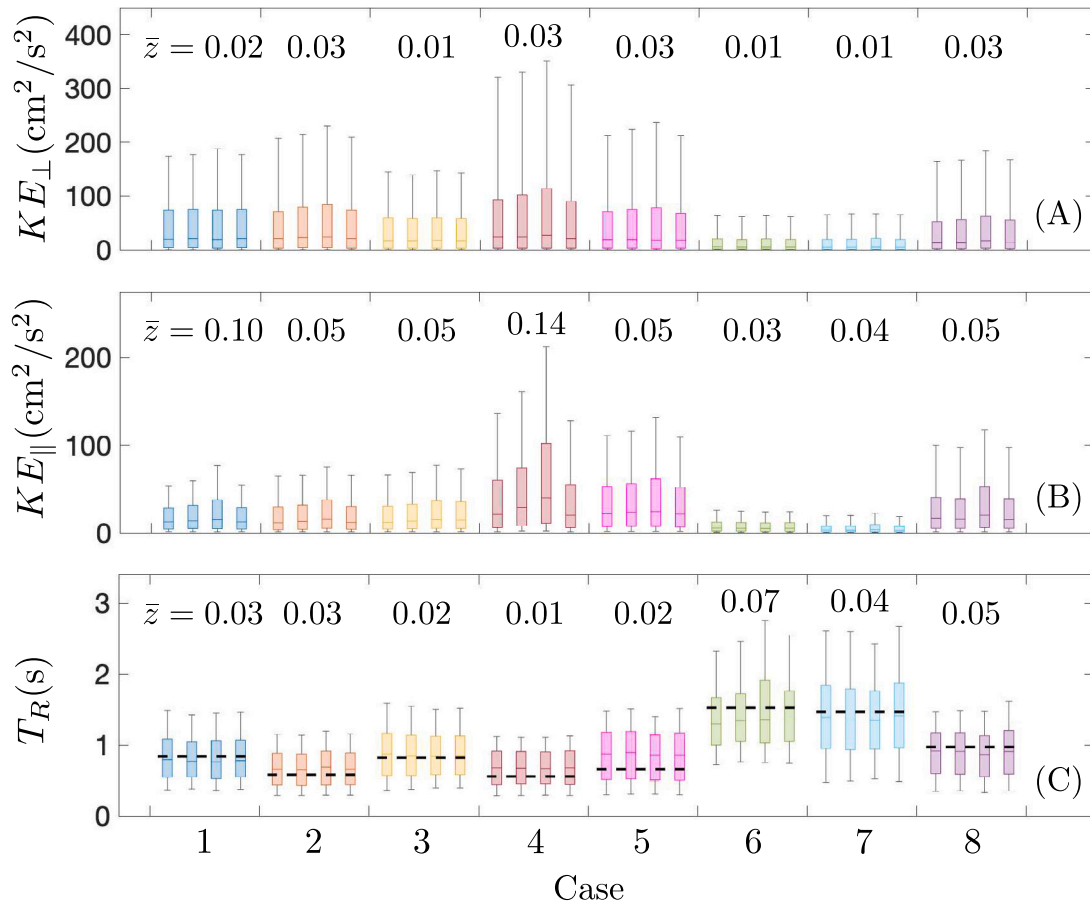 KE⊥(cm²/s²)
400
300
200
100
0
z̄ = 0.02 0.03 0.01 0.03 0.03 0.01 0.01 0.03
(A)
KE∥(cm²/s²)
200
100
0
z̄ = 0.10 0.05 0.05 0.14 0.05 0.03 0.04 0.05
(B)
T_R(s)
3
2
1
0
z̄ = 0.03 0.03 0.02 0.01 0.02 0.07 0.04 0.05
(C)
1 2 3 4 5 6 7 8
Case